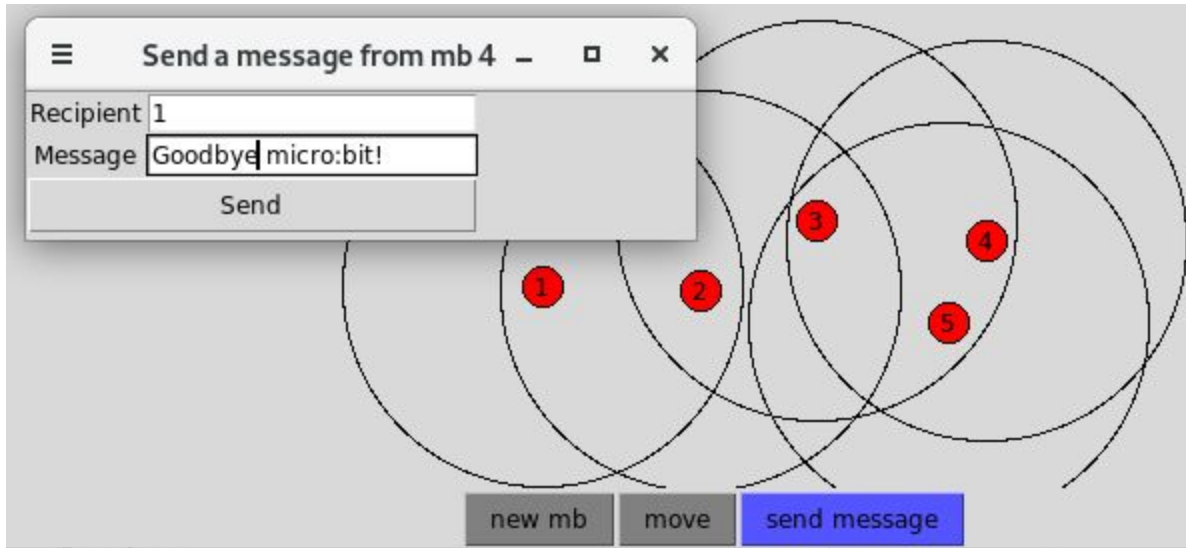 Send a message from mb 4
Recipient 1
Message Goodbye micro:bit!
Send
3
4
1
2
5
new mb move send message